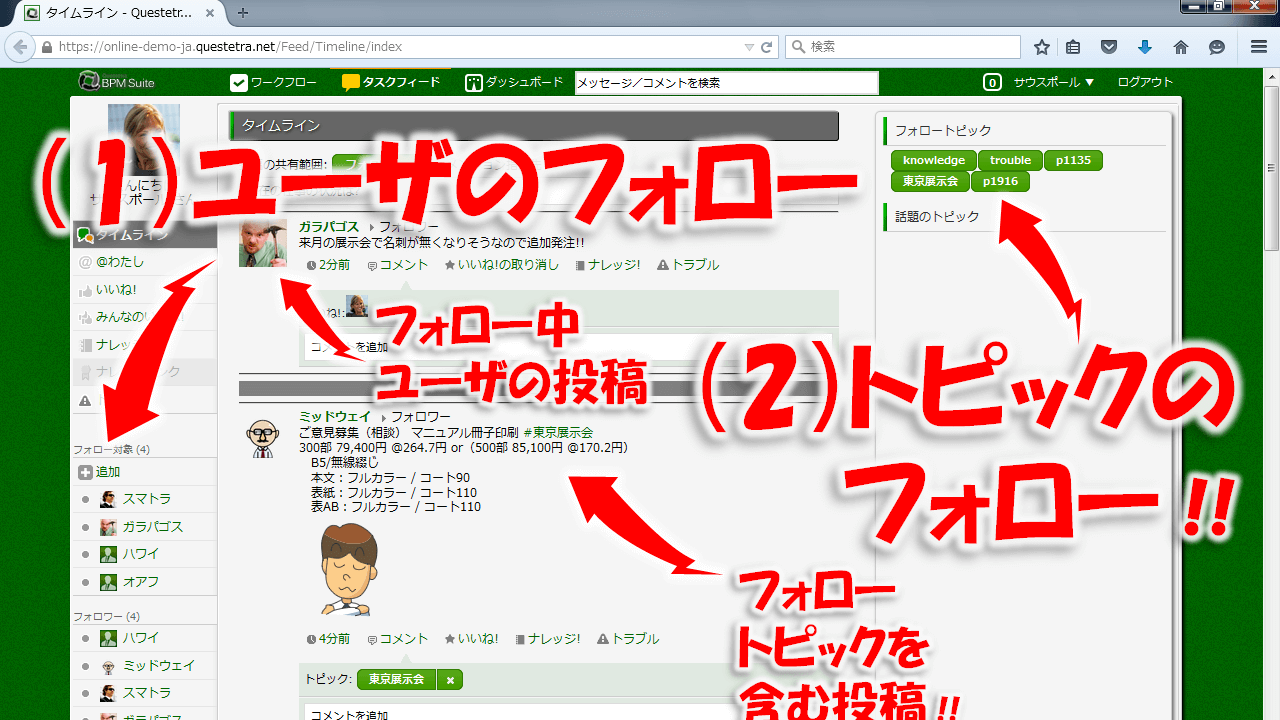 タイムライン - Questetr...
https://online-demo-ja.questetra.net/Feed/Timeline/index
検索
BPM Suite
ワークフロー
タスクフィード
ダッシュボード
メッセージ／コメントを検索
0
サウスポール ▼
ログアウト
(1)ユーザのフォロー
タイムライン
の共有範囲:
フォロートピック
knowledge
trouble
p1135
東京展示会
p1916
話題のトピック
タイムライン
@わたし
いいね!
フォロー対象 (4)
追加
スマトラ
ガラパゴス
ハワイ
オアフ
フォロワー (4)
ハワイ
ミッドウェイ
スマトラ
ガラパゴス
ガラパゴス フォロワー
来月の展示会で名刺が無くなりそうなので追加発注!!
2分前 コメント いいね!の取り消し ナレッジ! トラブル
フォロー中
ユーザの投稿
(2)トピックの
フォロー!!
ミッドウェイ フォロワー
ご意見募集（相談） マニュアル冊子印刷 #東京展示会
300部 79,400円 @264.7円 or（500部 85,100円 @170.2円）
B5/無線綴じ
本文：フルカラー / コート90
表紙：フルカラー / コート110
表AB：フルカラー / コート110
4分前 コメント いいね! ナレッジ! トラブル
トピック: 東京展示会 ×
コメントを追加
フォロー
トピックを
含む投稿!!